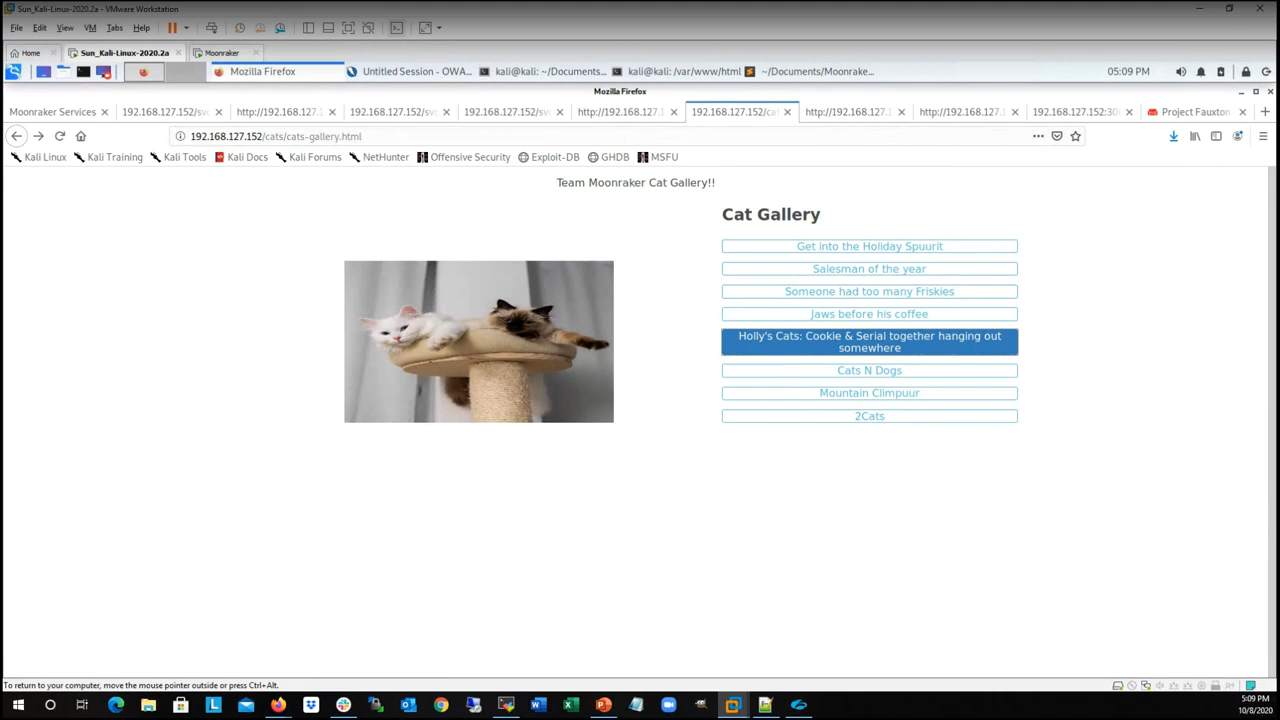 Sun_Kali-Linux-2020.2a - VMware Workstation
File Edit View VM Tabs Help
Home Sun_Kali-Linux-2020.2a Moonraker
Mozilla Firefox Untitled Session - OWA... kali@kali: ~/Documents... kali@kali: /var/www/html ~/Documents/Moonrake... 05:09 PM
Mozilla Firefox
Moonraker Services 192.168.127.152/sv http://192.168.127. 192.168.127.152/sv 192.168.127.152/sv http://192.168.127.1 192.168.127.152/cat http://192.168.127.1 http://192.168.127.1 192.168.127.152:30 Project Fauxton
192.168.127.152/cats/cats-gallery.html
Kali Linux Kali Training Kali Tools Kali Docs Kali Forums NetHunter Offensive Security Exploit-DB GHDB MSFU
Team Moonraker Cat Gallery!!
Cat Gallery
Get into the Holiday Spuurit
Salesman of the year
Someone had too many Friskies
Jaws before his coffee
Holly's Cats: Cookie & Serial together hanging out
somewhere
Cats N Dogs
Mountain Climpuur
2Cats
To return to your computer, move the mouse pointer outside or press Ctrl+Alt.
5:09 PM
10/8/2020